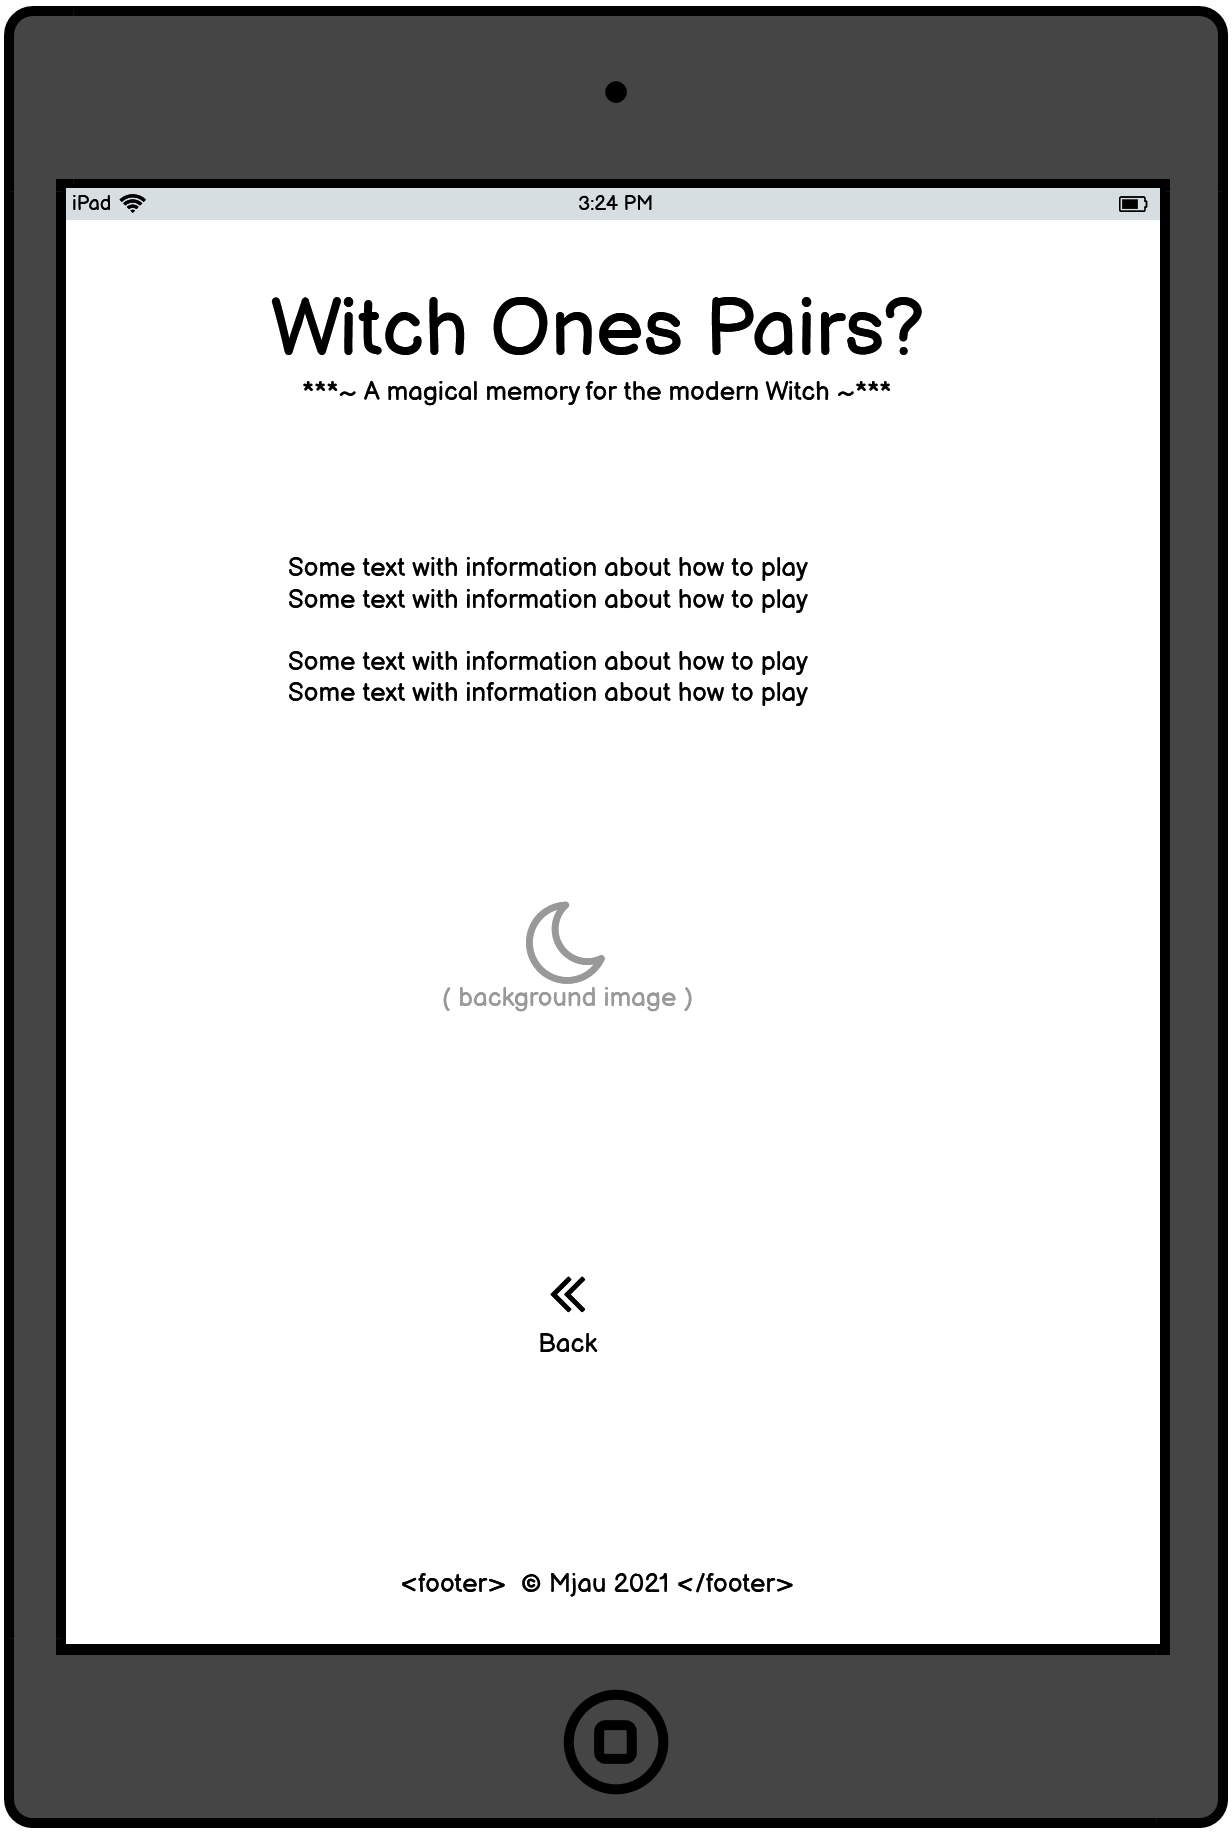 iPad 3:24 PM
Witch Ones Pairs?
***~ A magical memory for the modern Witch ~***
Some text with information about how to play
Some text with information about how to play
Some text with information about how to play
Some text with information about how to play
( background image )
Back
<footer>  © Mjau 2021 </footer>